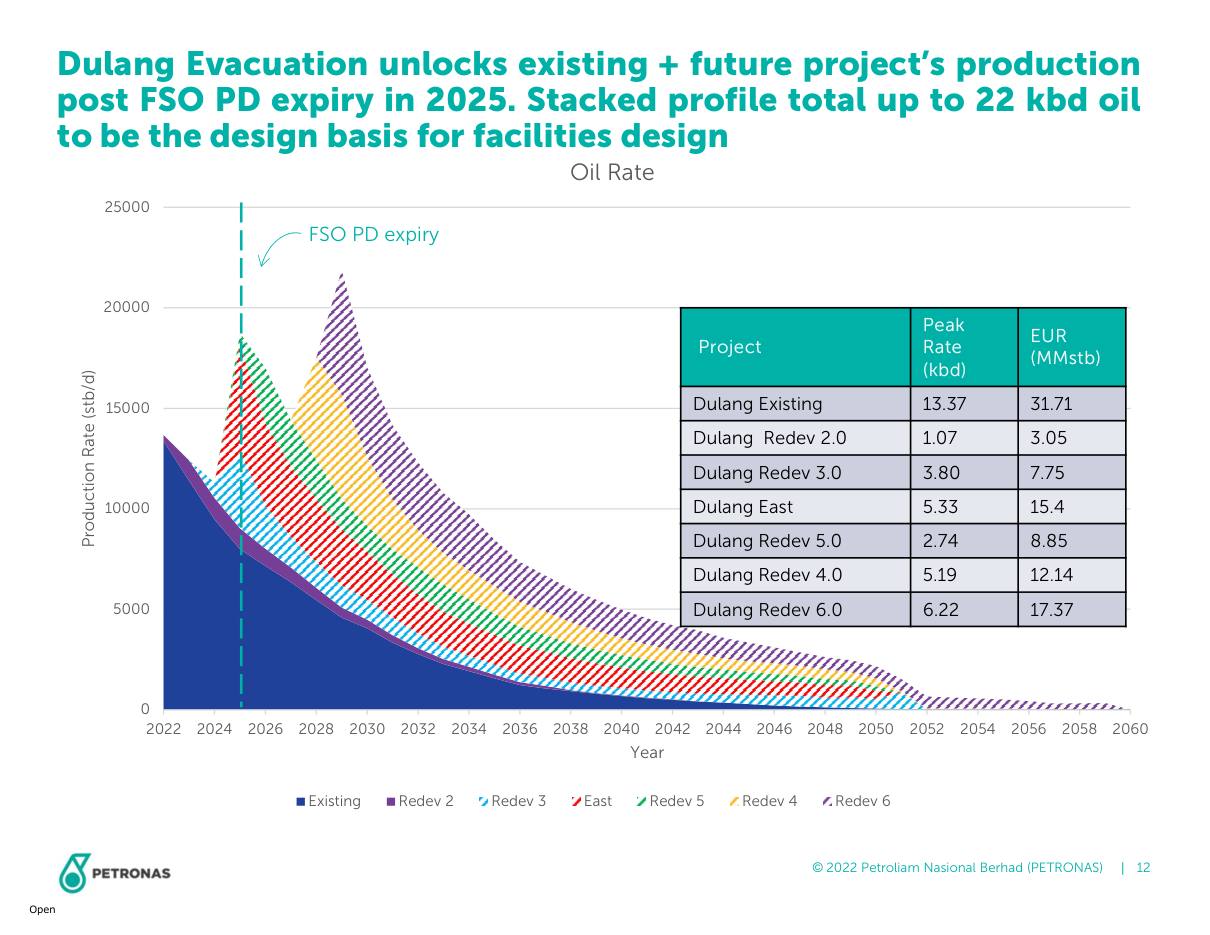 Dulang Evacuation unlocks existing + future project’s production
post FSO PD expiry in 2025. Stacked profile total up to 22 kbd oil
to be the design basis for facilities design
Oil Rate
25000
20000
15000
10000
5000
0
Production Rate (stb/d)
FSO PD expiry
Project
Peak
Rate
(kbd)
EUR
(MMstb)
Dulang Existing 13.37 31.71
Dulang  Redev 2.0 1.07 3.05
Dulang Redev 3.0 3.80 7.75
Dulang East 5.33 15.4
Dulang Redev 5.0 2.74 8.85
Dulang Redev 4.0 5.19 12.14
Dulang Redev 6.0 6.22 17.37
2022 2024 2026 2028 2030 2032 2034 2036 2038 2040 2042 2044 2046 2048 2050 2052 2054 2056 2058 2060
Year
Existing Redev 2 Redev 3 East Redev 5 Redev 4 Redev 6
PETRONAS
© 2022 Petroliam Nasional Berhad (PETRONAS) | 12
Open